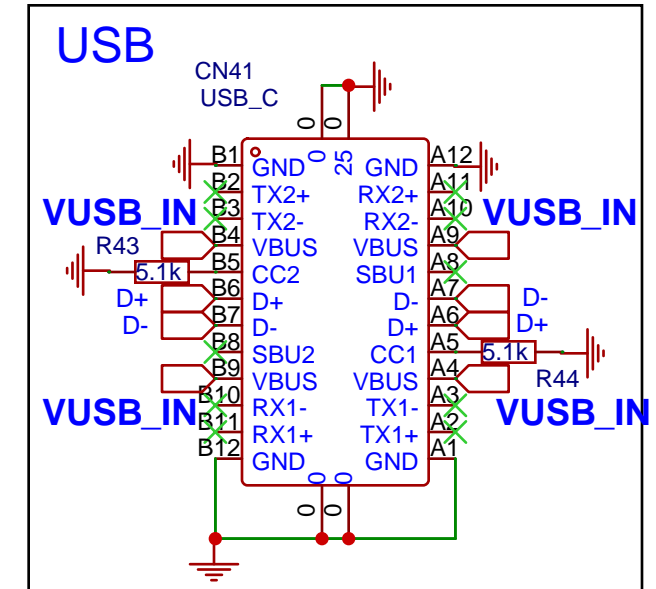 USB
CN41
USB_C
0 0
B1 GND 0 25 GND A12
B2 TX2+ RX2+ A11
B3 TX2- RX2- A10
VUSB_IN VUSB_IN
B4 VBUS VBUS A9
R43
5.1k B5 CC2 SBU1 A8
D+ B6 D+ D- A7 D-
D- B7 D- D+ A6 D+
B8 SBU2 CC1 A5 5.1k
B9 VBUS VBUS A4 R44
VUSB_IN VUSB_IN
B10 RX1- TX1- A3
B11 RX1+ TX1+ A2
B12 GND GND A1
0 0
0 0